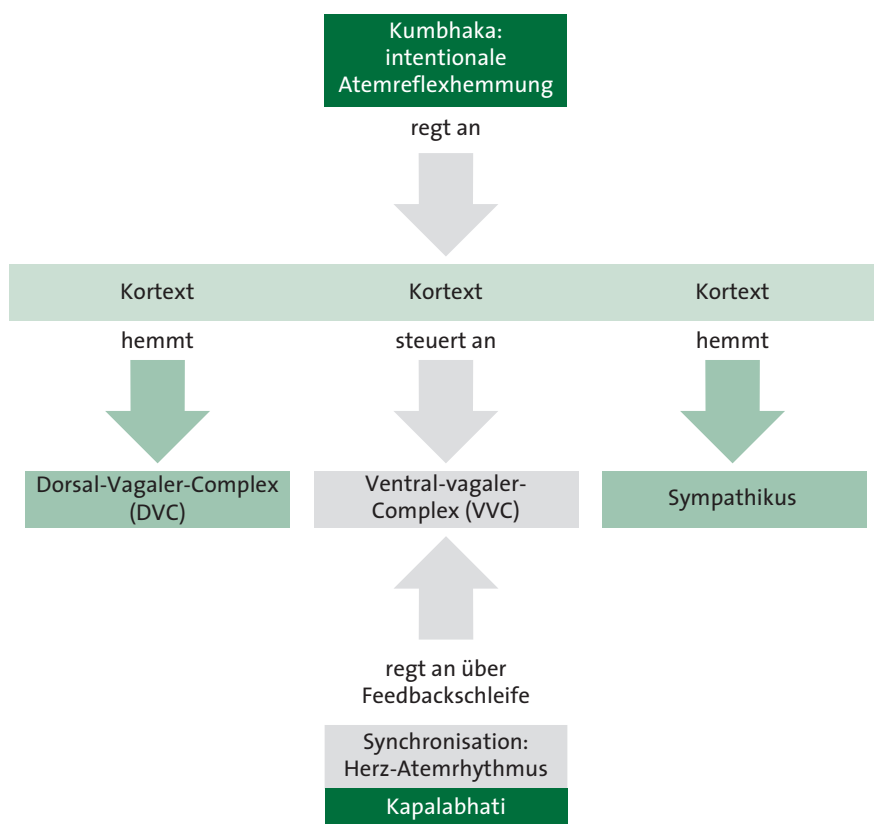 Kumbhaka:
intentionale
Atemreflexhemmung
regt an
Kortext
Kortext
Kortext
hemmt
steuert an
hemmt
Dorsal-Vagaler-Complex
(DVC)
Ventral-vagaler-
Complex (VVC)
Sympathikus
regt an über
Feedbackschleife
Synchronisation:
Herz-Atemrhythmus
Kapalabhati